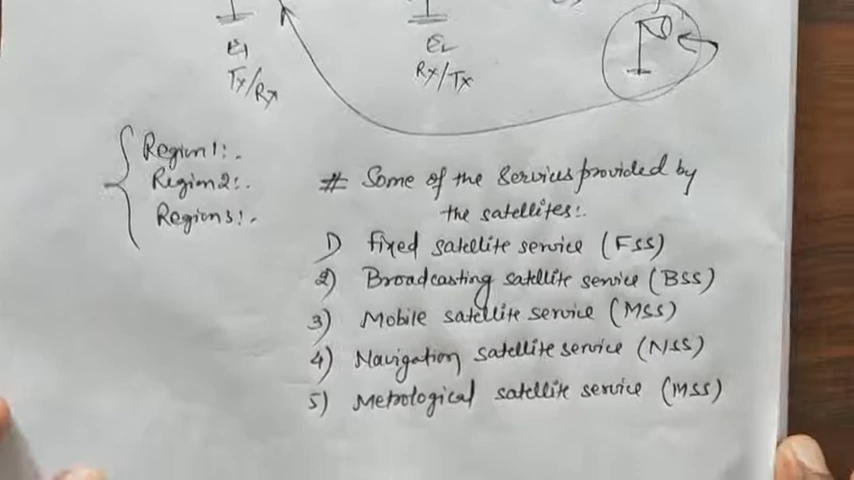 E1
Tx/Rx
E2
Rx/Tx
Region1:.
Region2:.
Region3:.
# Some of the Services provided by
the satellites:.
1) fixed satellite service (FSS)
2) Broadcasting satellite service (BSS)
3) Mobile satellite service (MSS)
4) Navigation satellite service (NSS)
5) Metrological satellite service (MSS)